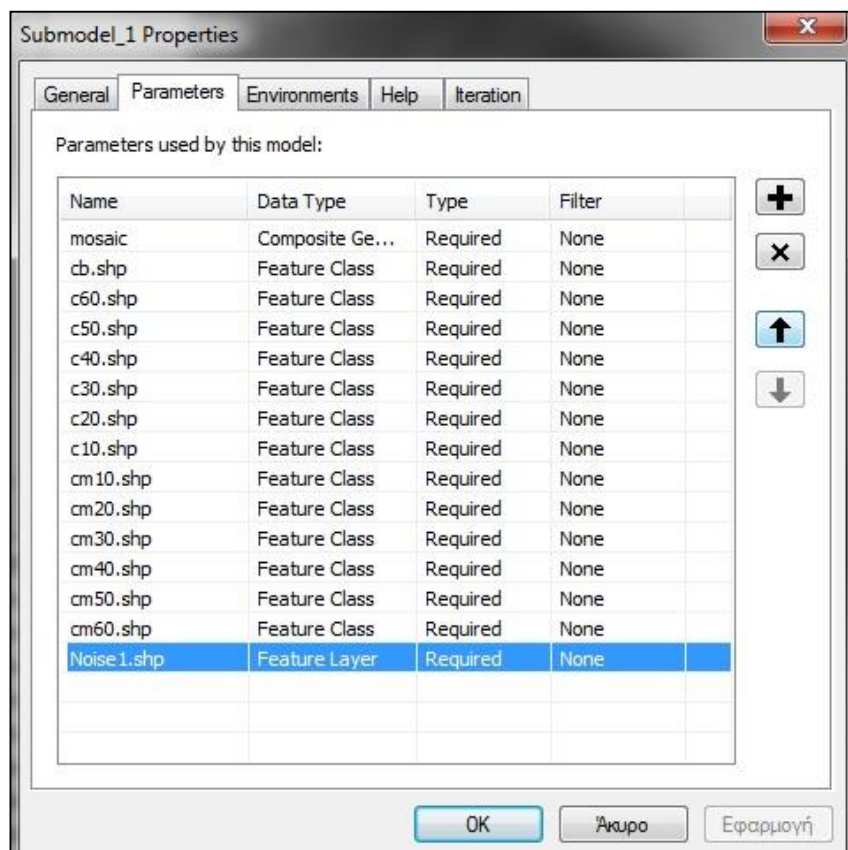 Submodel_1 Properties
General Parameters Environments Help Iteration
Parameters used by this model:
Name Data Type Type Filter
mosaic Composite Ge... Required None
cb.shp Feature Class Required None
c60.shp Feature Class Required None
c50.shp Feature Class Required None
c40.shp Feature Class Required None
c30.shp Feature Class Required None
c20.shp Feature Class Required None
c10.shp Feature Class Required None
cm10.shp Feature Class Required None
cm20.shp Feature Class Required None
cm30.shp Feature Class Required None
cm40.shp Feature Class Required None
cm50.shp Feature Class Required None
cm60.shp Feature Class Required None
Noise1.shp Feature Layer Required None
OK Άκυρο Εφαρμογή